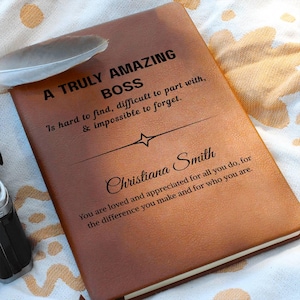 A TRULY AMAZING
BOSS
Is hard to find, difficult to part with,
& impossible to forget.
Christiana Smith
You are loved and appreciated for all you do, for
the difference you make and for who you are.